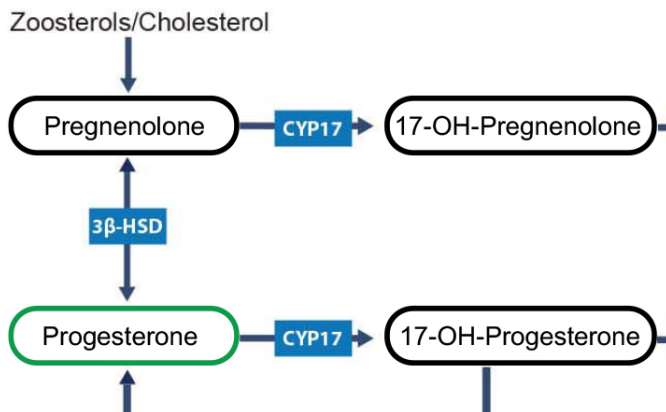 Zoosterols/Cholesterol
Pregnenolone
CYP17
17-OH-Pregnenolone
3β-HSD
Progesterone
CYP17
17-OH-Progesterone